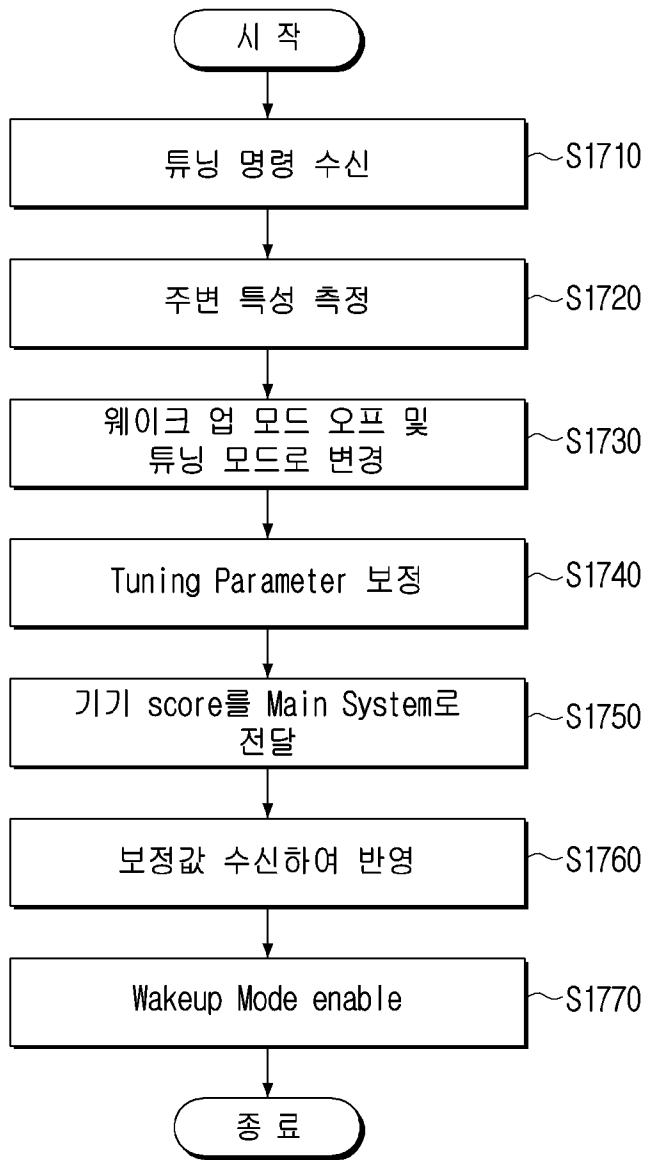 시 작
튜닝 명령 수신
S1710
주변 특성 측정
S1720
웨이크 업 모드 오프 및
튜닝 모드로 변경
S1730
Tuning Parameter 보정
S1740
기기 score를 Main System로
전달
S1750
보정값 수신하여 반영
S1760
Wakeup Mode enable
S1770
종 료